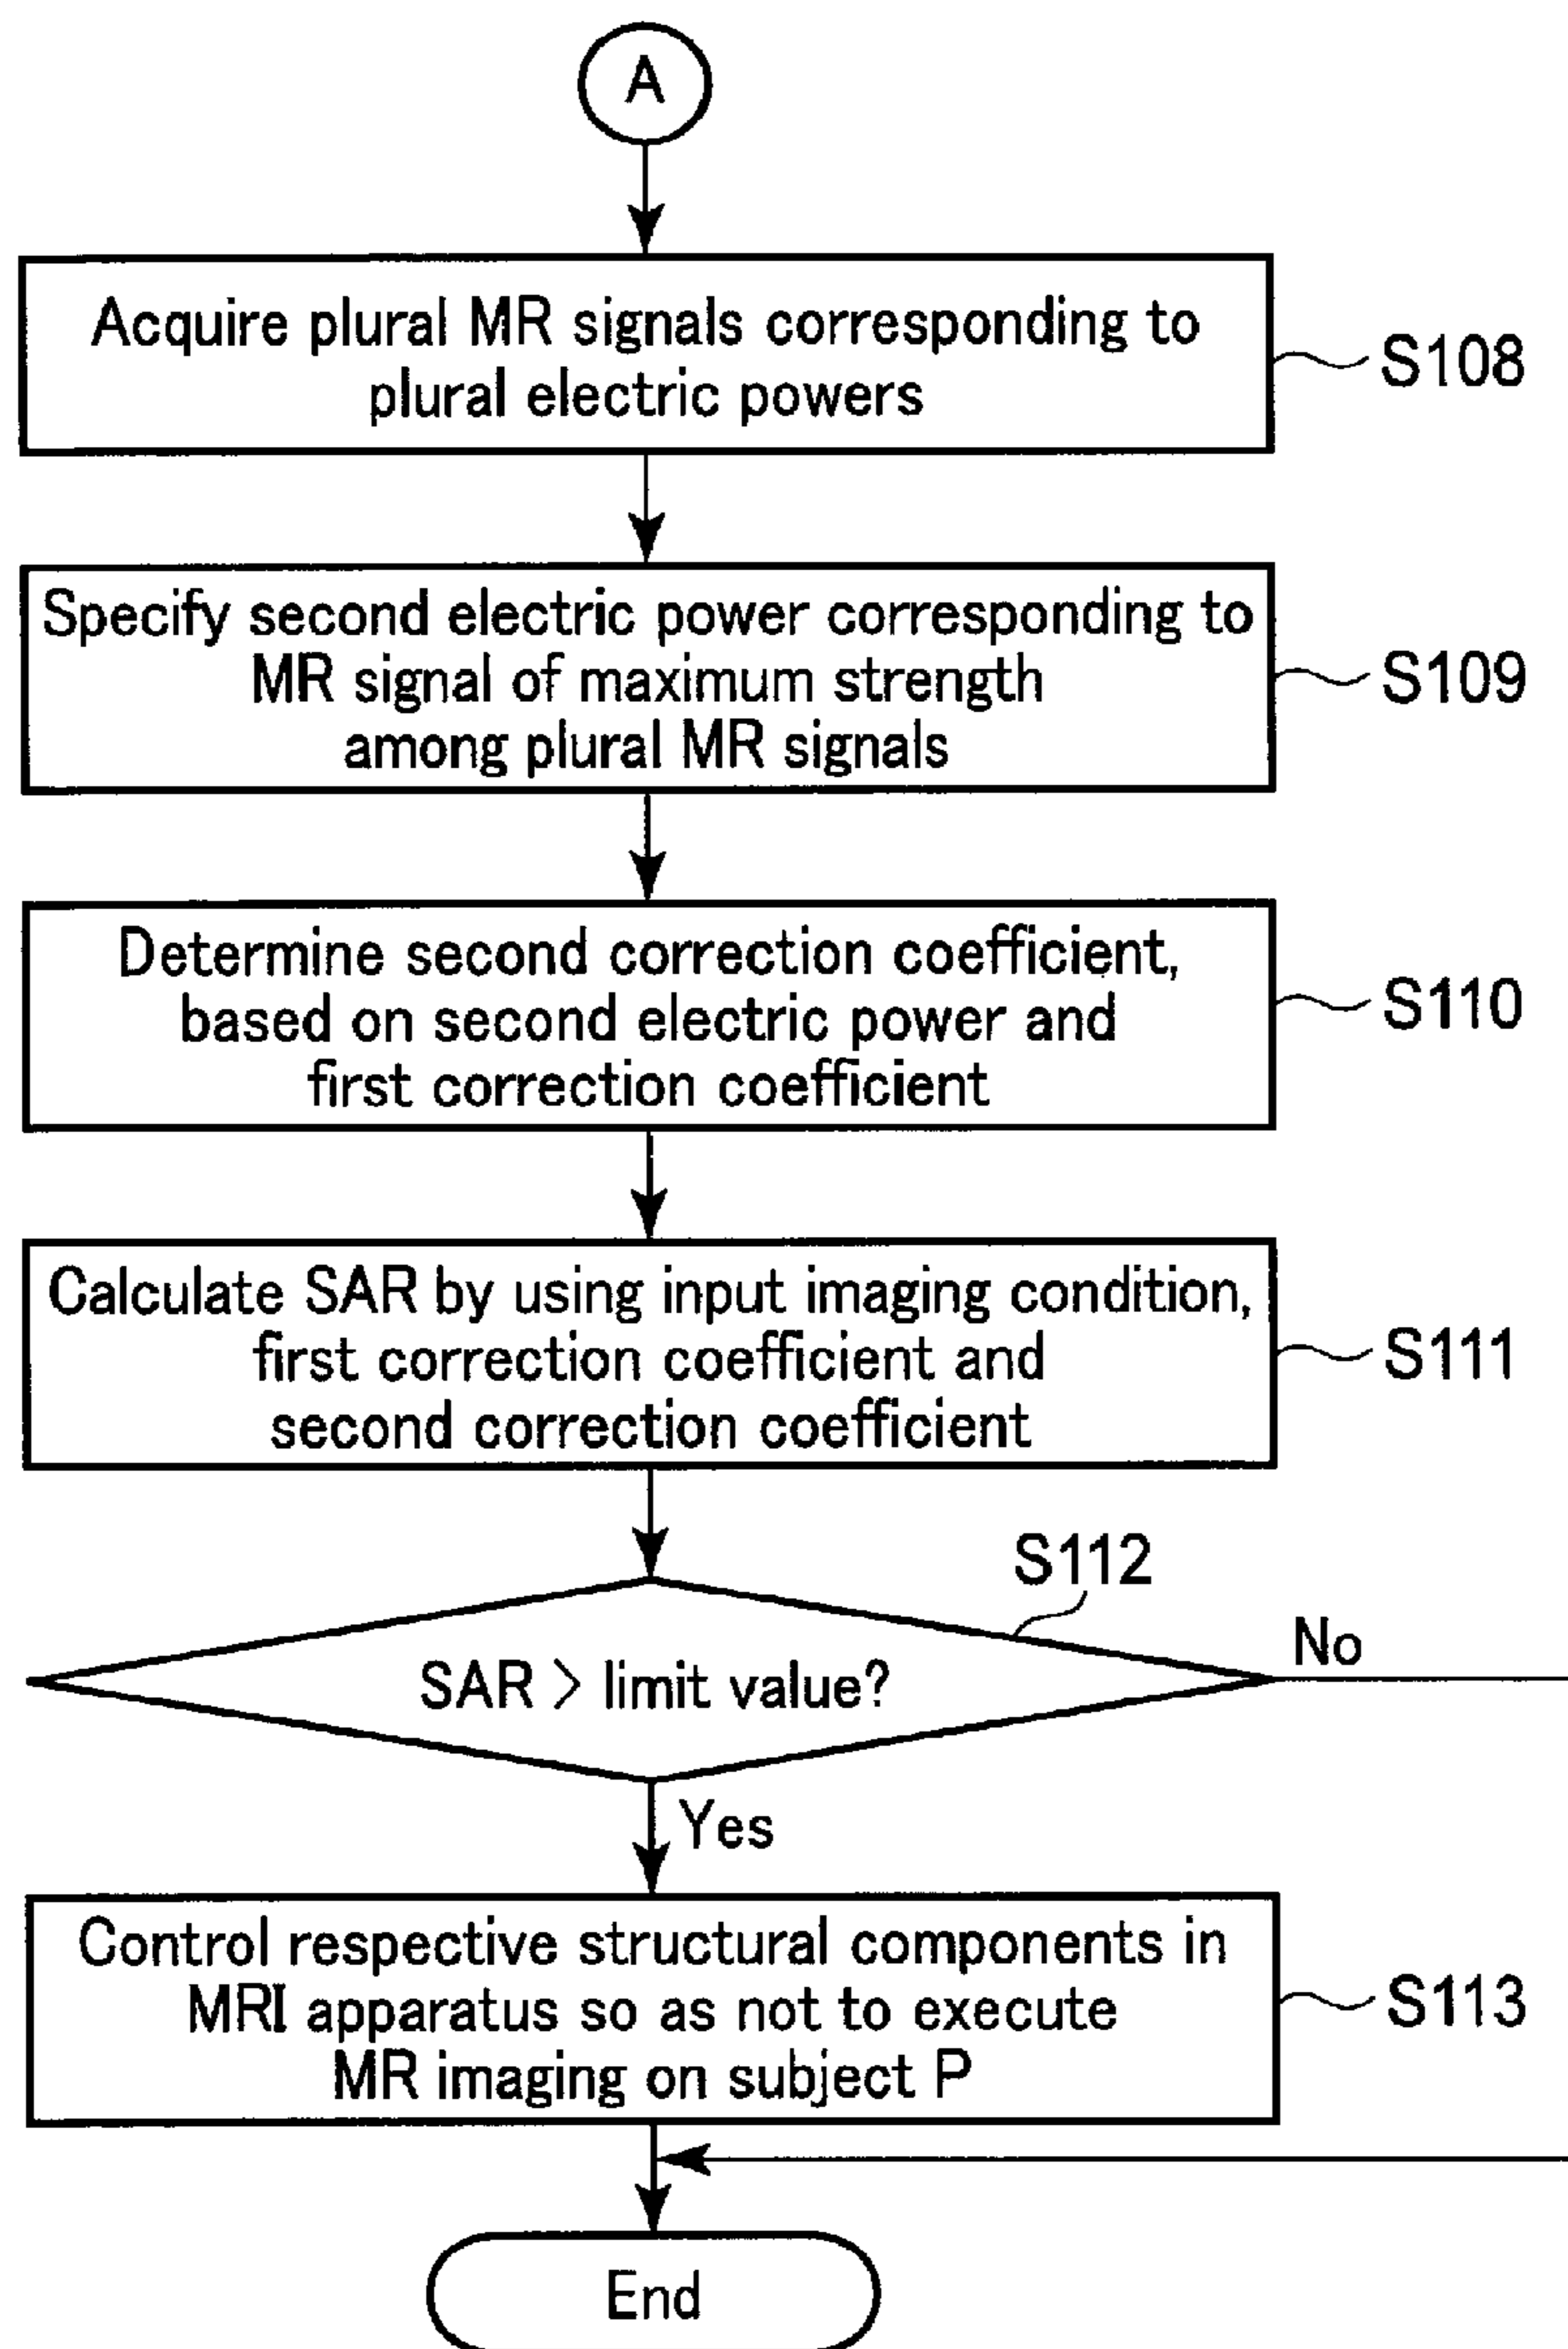 A
Acquire plural MR signals corresponding to
plural electric powers
S108
Specify second electric power corresponding to
MR signal of maximum strength
among plural MR signals
S109
Determine second correction coefficient,
based on second electric power and
first correction coefficient
S110
Calculate SAR by using input imaging condition,
first correction coefficient and
second correction coefficient
S111
S112
SAR > limit value?
No
Yes
Control respective structural components in
MRI apparatus so as not to execute
MR imaging on subject P
S113
End